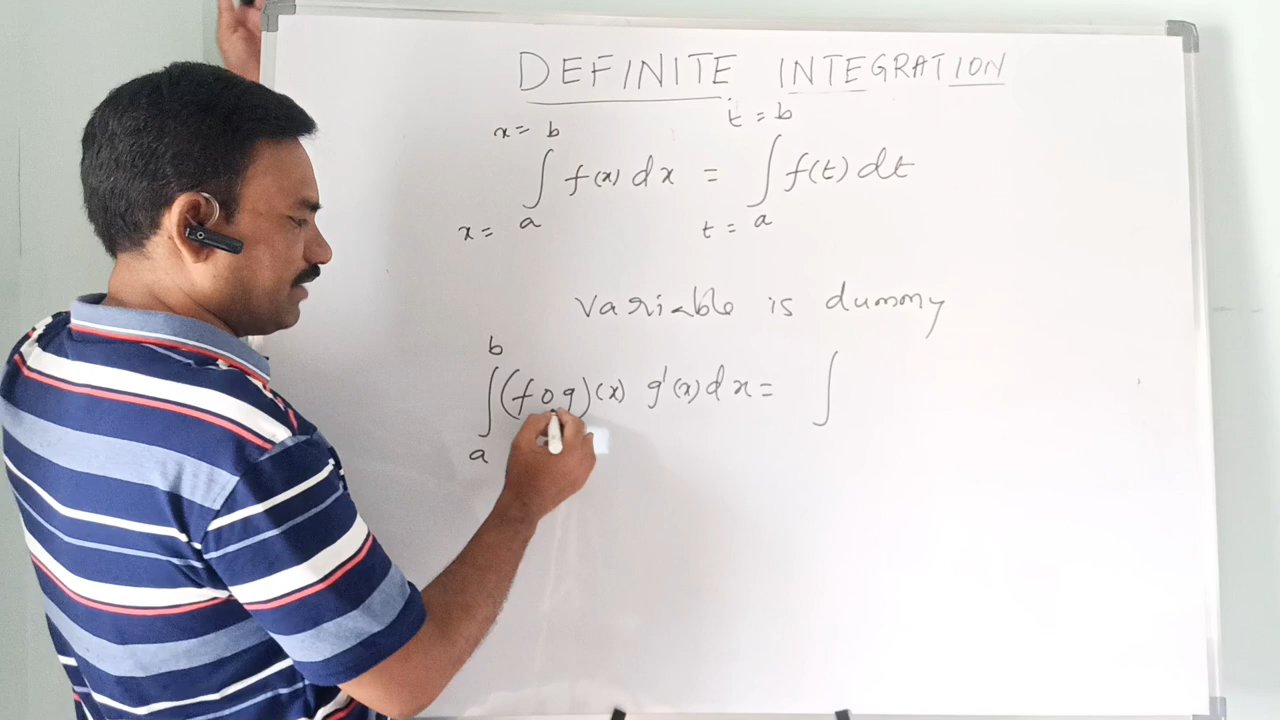 DEFINITE INTEGRATION
x = b t = b
∫ f(x) dx = ∫ f(t) dt
x = a t = a
Variable is dummy
b
∫ (fog)(x) g'(x) dx = ∫
a